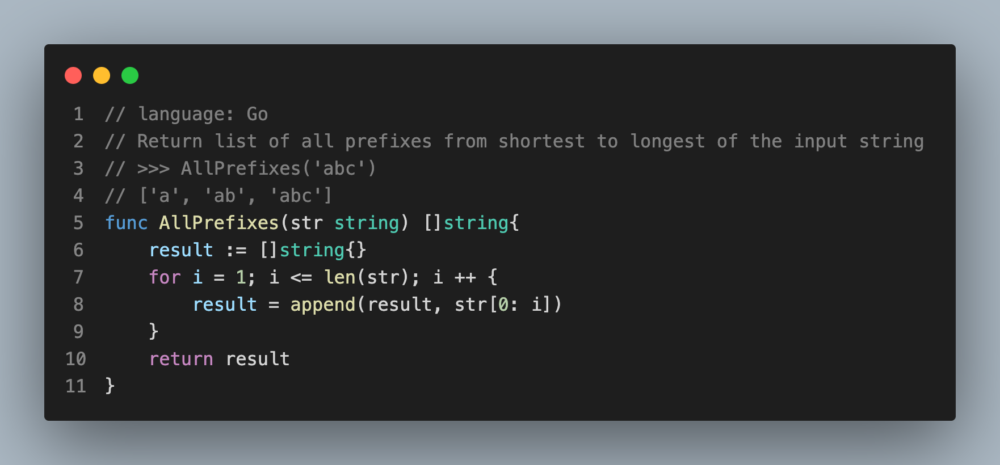 1 // language: Go
2 // Return list of all prefixes from shortest to longest of the input string
3 // >>> AllPrefixes('abc')
4 // ['a', 'ab', 'abc']
5 func AllPrefixes(str string) []string{
6     result := []string{}
7     for i = 1; i <= len(str); i ++ {
8         result = append(result, str[0: i])
9     }
10     return result
11 }